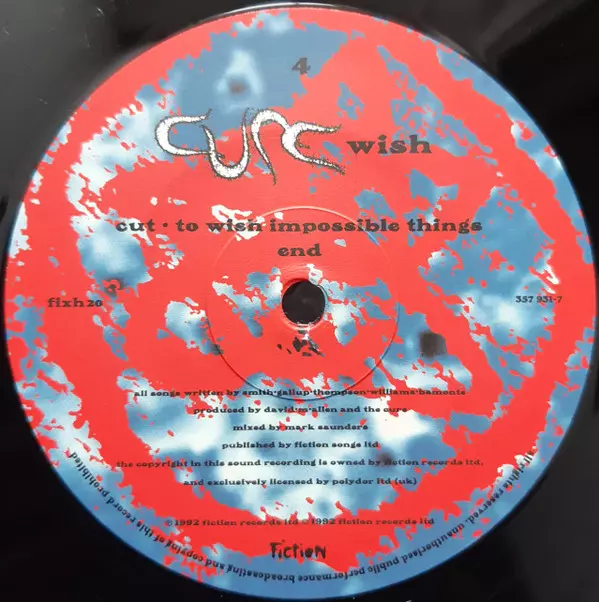 4
CURE wish
cut • to wish impossible things
end
fixh 20
357 931-7
all songs written by smith•gallup•thompson•williams•bamonte
produced by david•m•allen and the cure
mixed by mark saunders
published by fiction songs ltd
the copyright in this sound recording is owned by fiction records ltd,
and exclusively licensed by polydor ltd (uk)
℗ 1992 fiction records ltd © 1992 fiction records ltd
Fiction
all rights reserved. unauthorised public performance broadcasting and copying of this record prohibited